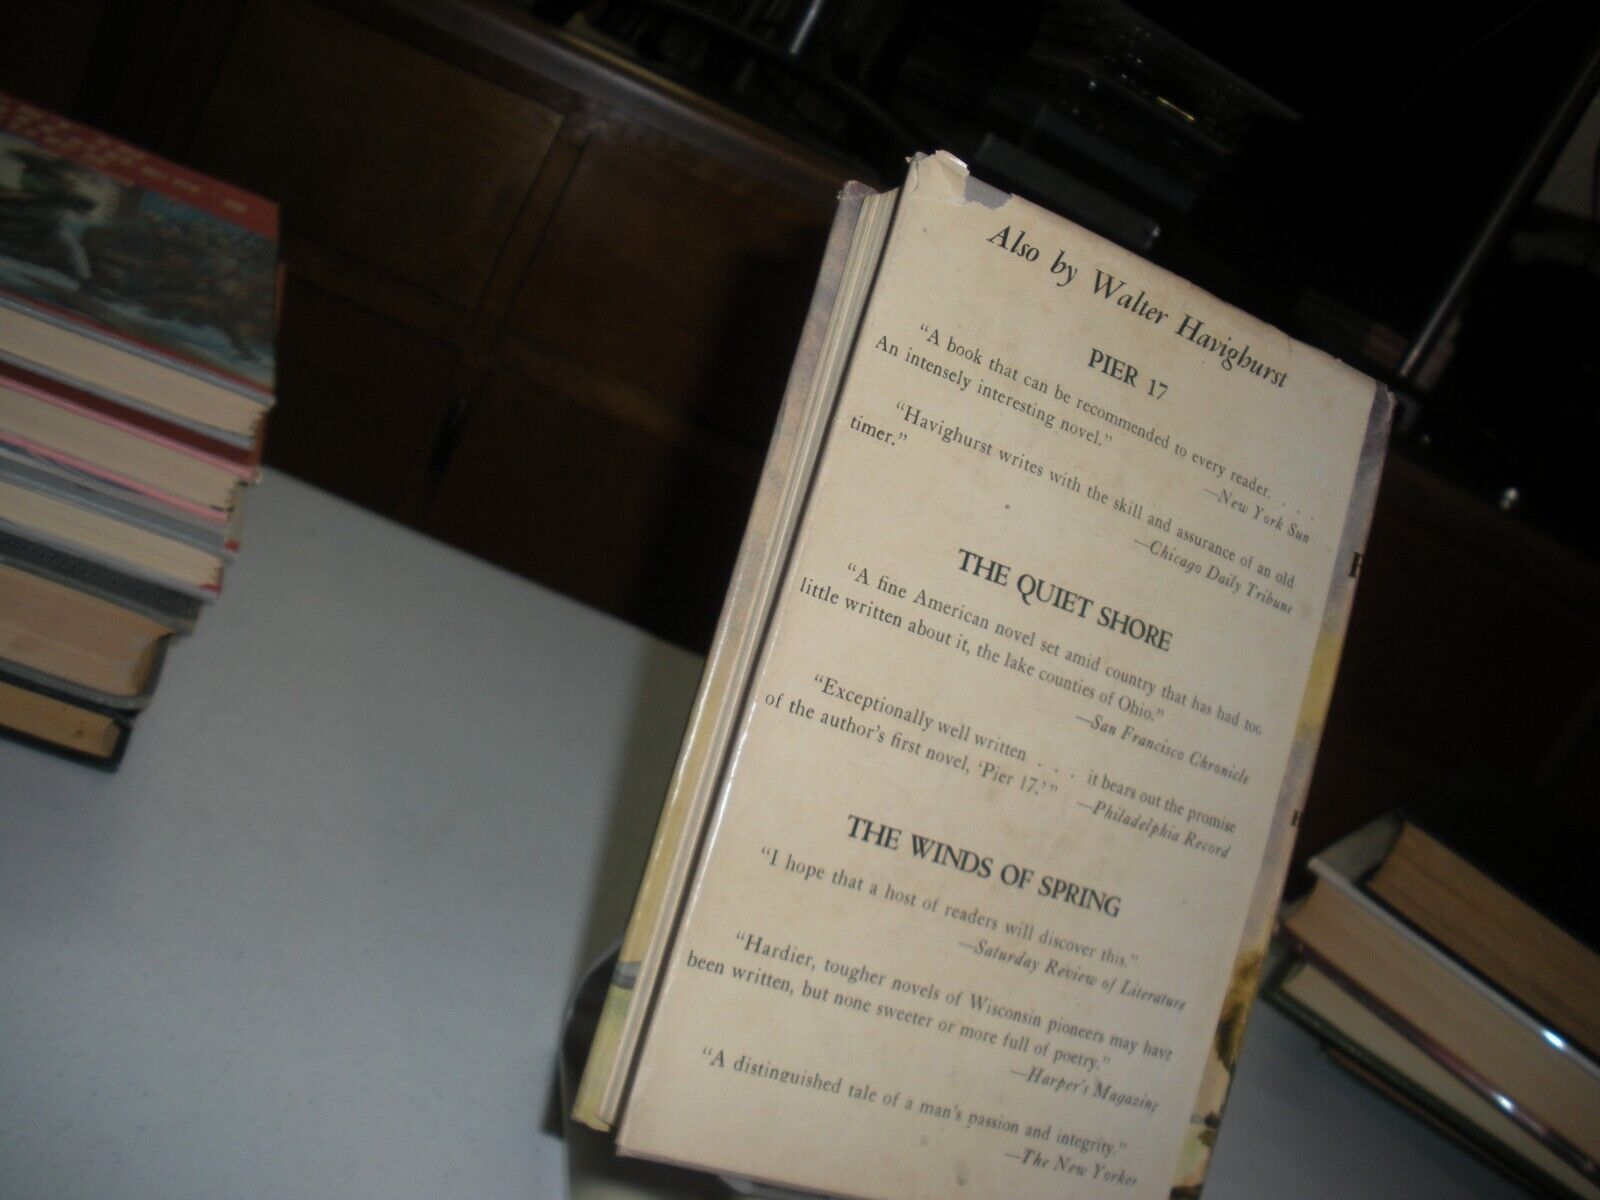 Also by Walter Havighurst
PIER 17
“A book that can be recommended to every reader. . . .
An intensely interesting novel.”
—New York Sun
“Havighurst writes with the skill and assurance of an old-
timer.”
—Chicago Daily Tribune
THE QUIET SHORE
“A fine American novel set amid country that has had too
little written about it, the lake counties of Ohio.”
—San Francisco Chronicle
“Exceptionally well written . . . it bears out the promise
of the author's first novel, ‘Pier 17.’”
—Philadelphia Record
THE WINDS OF SPRING
“I hope that a host of readers will discover this.”
—Saturday Review of Literature
“Hardier, tougher novels of Wisconsin pioneers may have
been written, but none sweeter or more full of poetry.”
—Harper's Magazine
“A distinguished tale of a man's passion and integrity.”
—The New Yorker